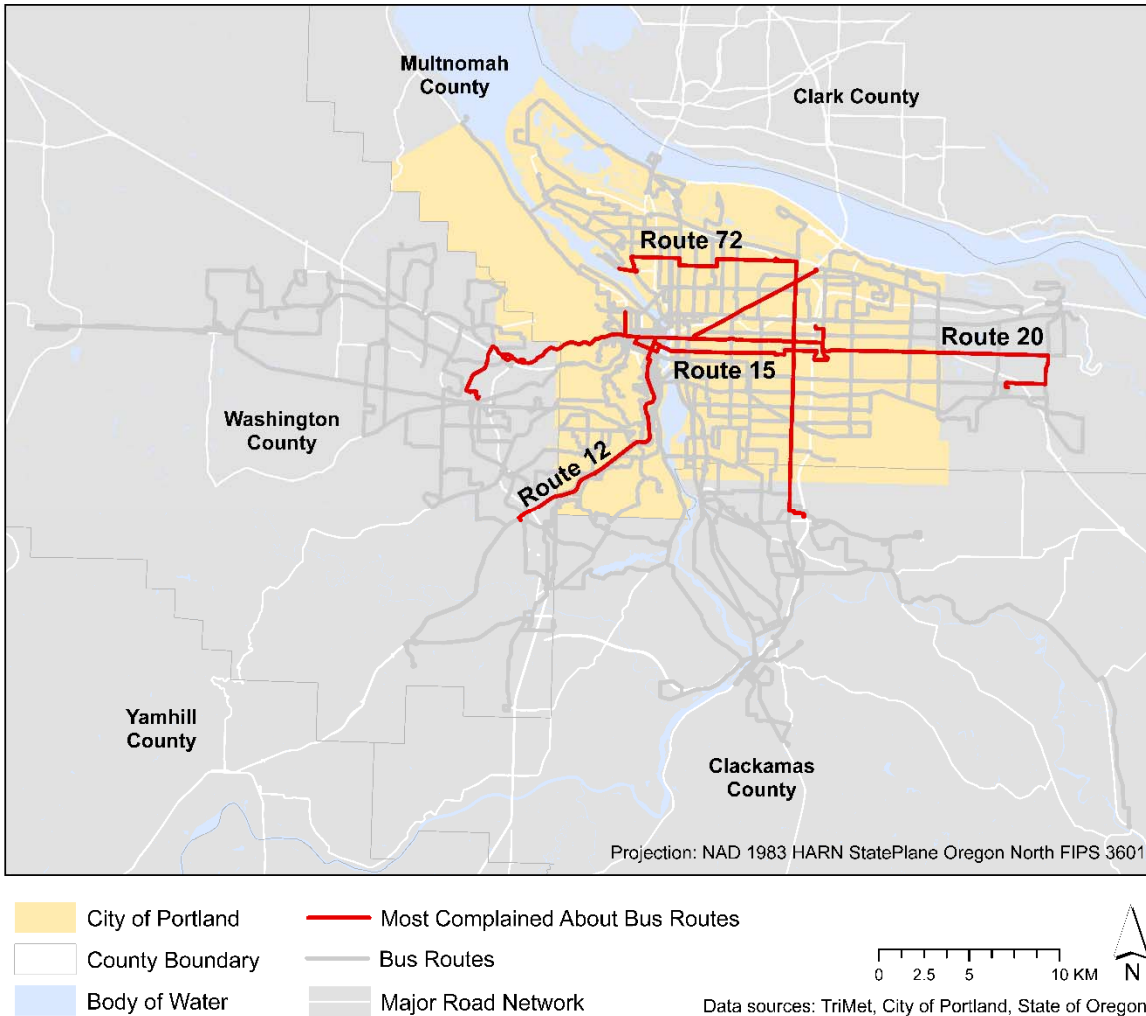 Multnomah
County
Clark County
Route 72
Route 20
Route 15
Washington
County
Route 12
Yamhill
County
Clackamas
County
Projection: NAD 1983 HARN StatePlane Oregon North FIPS 3601
City of Portland
Most Complained About Bus Routes
County Boundary
Bus Routes
Body of Water
Major Road Network
0 2.5 5 10 KM
N
Data sources: TriMet, City of Portland, State of Oregon